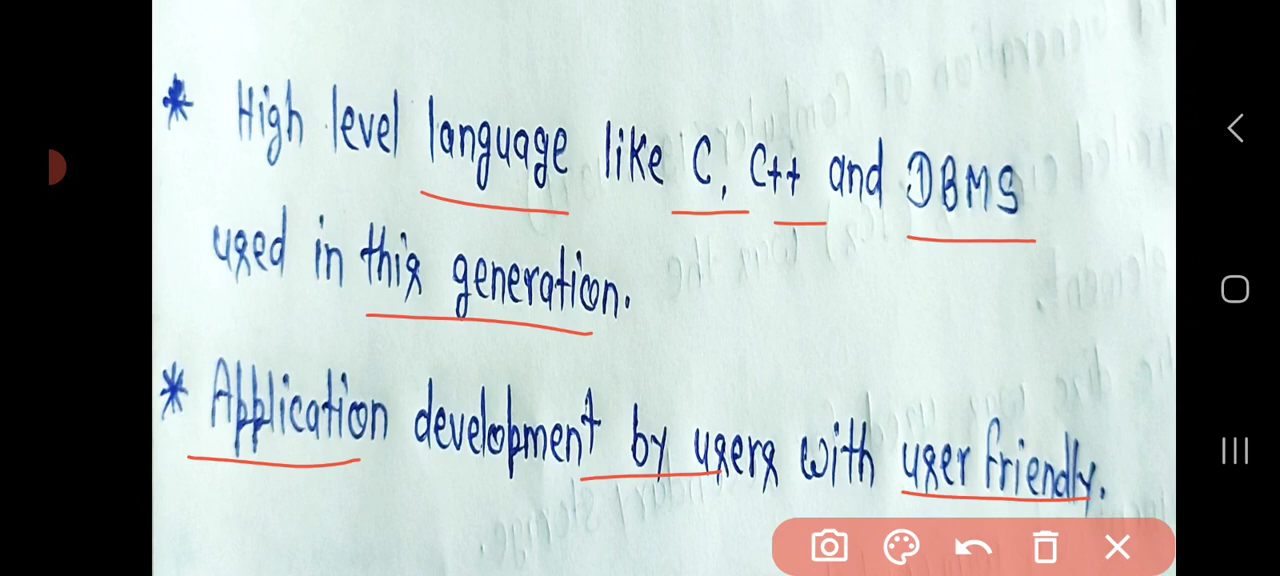 * High level language like C, C++ and DBMS
used in this generation.
* Application development by users with user friendly.